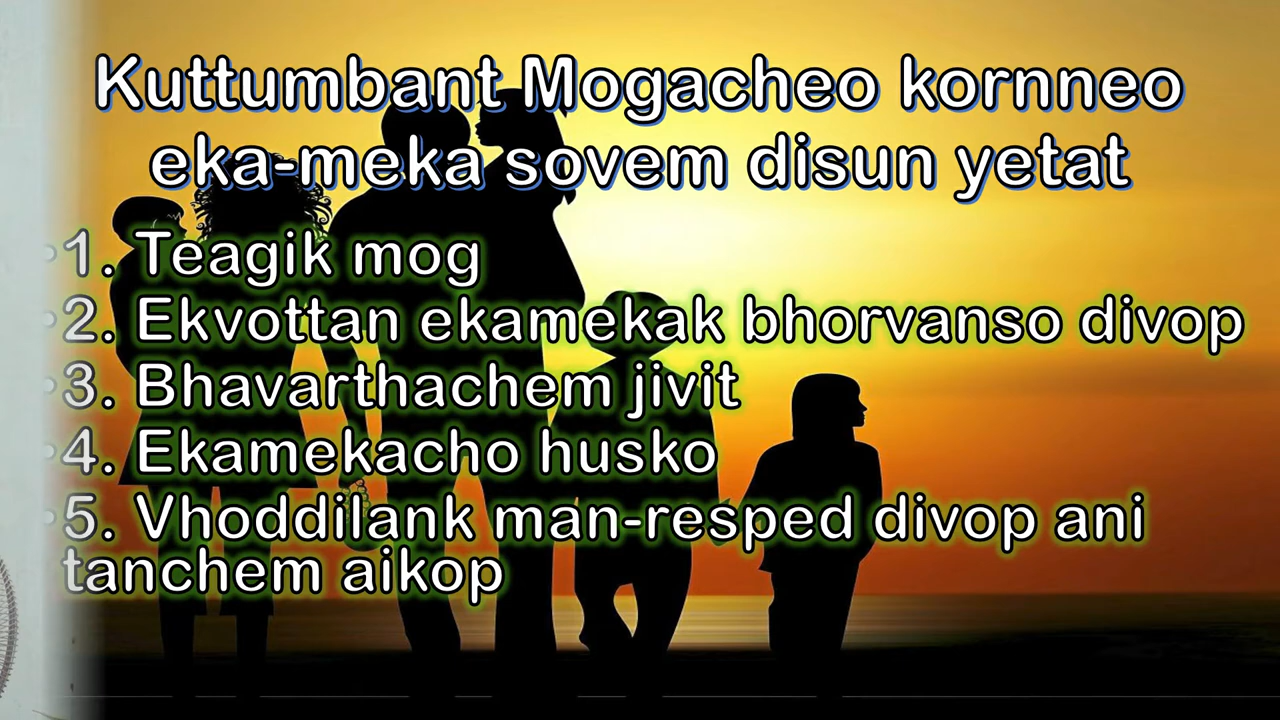 Kuttumbant Mogacheo kornneo
eka-meka sovem disun yetat
• 1. Teagik mog
• 2. Ekvottan ekamekak bhorvanso divop
• 3. Bhavarthachem jivit
• 4. Ekamekacho husko
• 5. Vhoddilank man-resped divop ani
tanchem aikop